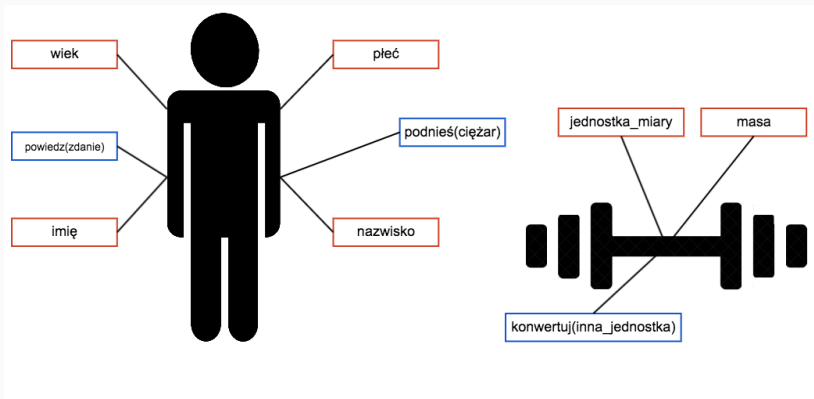 wiek
płeć
powiedz(zdanie)
podnieś(ciężar)
imię
nazwisko
jednostka_miary
masa
konwertuj(inna_jednostka)